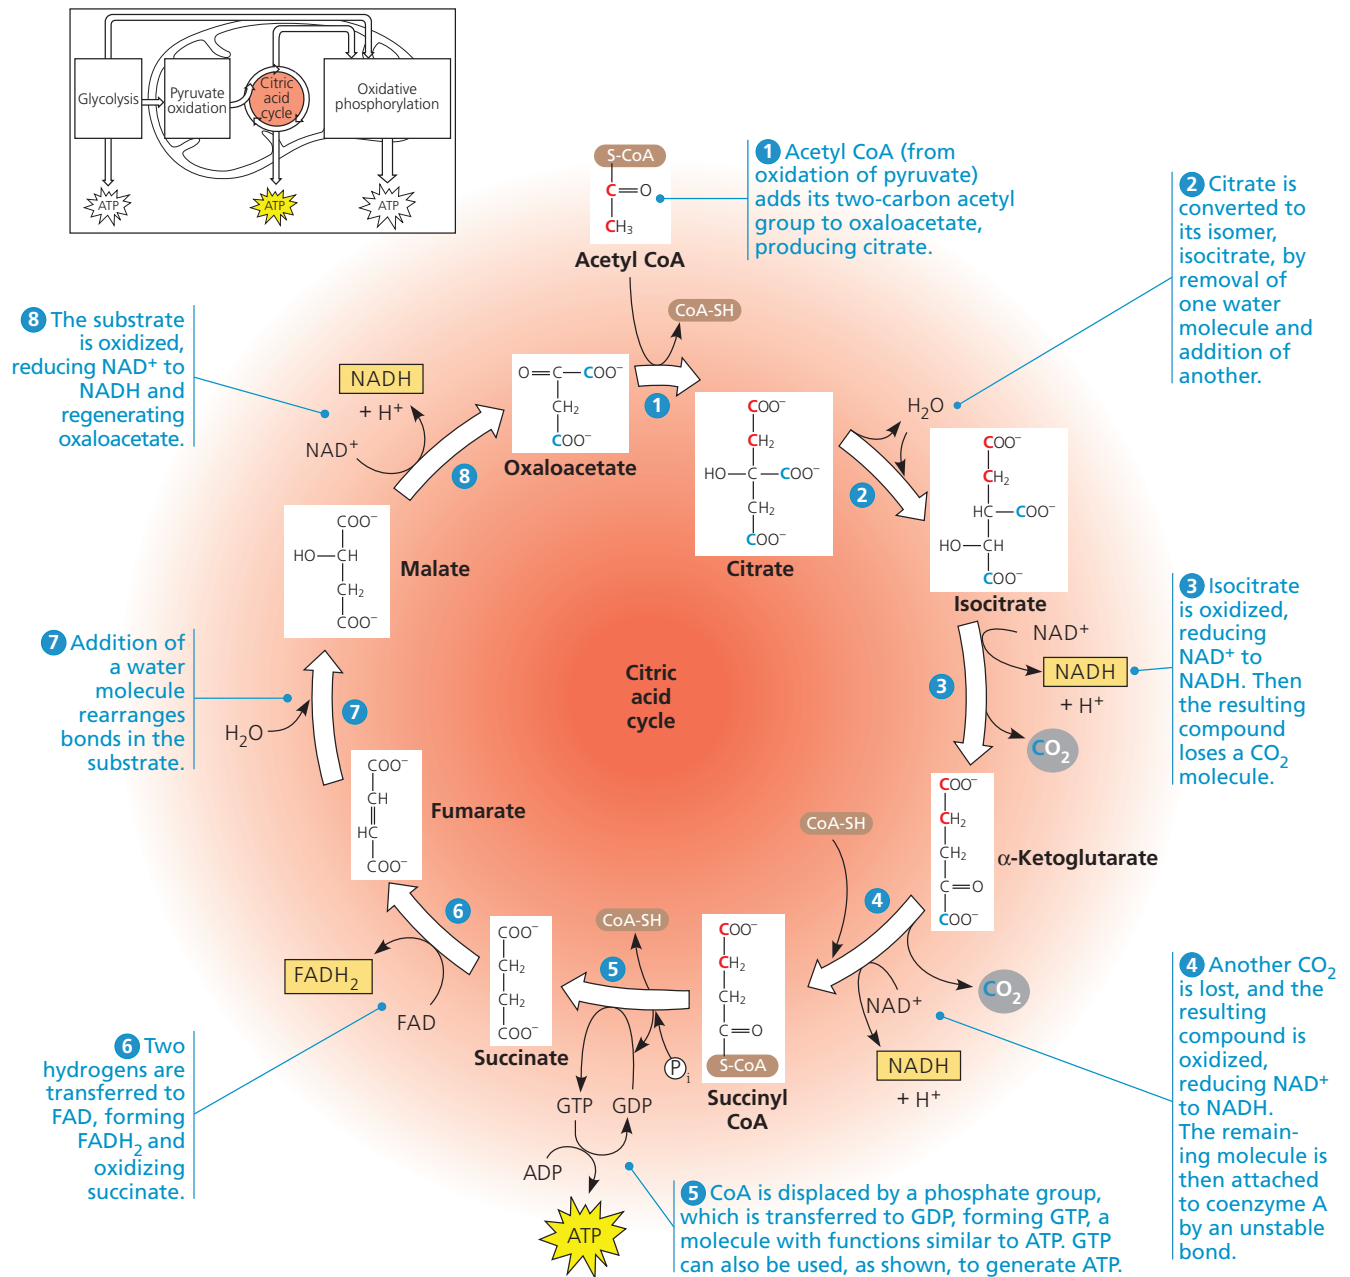 Glycolysis
Pyruvate
oxidation
Citric
acid
cycle
Oxidative
phosphorylation
ATP
ATP
ATP
S-CoA
C=O
CH₃
Acetyl CoA
1 Acetyl CoA (from
oxidation of pyruvate)
adds its two-carbon acetyl
group to oxaloacetate,
producing citrate.
CoA-SH
1
O=C—COO⁻
CH₂
COO⁻
Oxaloacetate
COO⁻
CH₂
HO—C—COO⁻
CH₂
COO⁻
Citrate
2 Citrate is
converted to
its isomer,
isocitrate, by
removal of
one water
molecule and
addition of
another.
H₂O
2
COO⁻
CH₂
HC—COO⁻
HO—CH
COO⁻
Isocitrate
3 Isocitrate
is oxidized,
reducing
NAD⁺ to
NADH. Then
the resulting
compound
loses a CO₂
molecule.
NAD⁺
NADH
+ H⁺
3
CO₂
COO⁻
CH₂
CH₂
C=O
COO⁻
α-Ketoglutarate
CoA-SH
4
CO₂
NAD⁺
NADH
+ H⁺
4 Another CO₂
is lost, and the
resulting
compound is
oxidized,
reducing NAD⁺
to NADH.
The remain-
ing molecule is
then attached
to coenzyme A
by an unstable
bond.
COO⁻
CH₂
CH₂
C=O
S-CoA
Succinyl
CoA
CoA-SH
5
Pi
GTP
GDP
ADP
ATP
5 CoA is displaced by a phosphate group,
which is transferred to GDP, forming GTP, a
molecule with functions similar to ATP. GTP
can also be used, as shown, to generate ATP.
COO⁻
CH₂
CH₂
COO⁻
Succinate
6
FADH₂
FAD
6 Two
hydrogens are
transferred to
FAD, forming
FADH₂ and
oxidizing
succinate.
COO⁻
CH
HC
COO⁻
Fumarate
7
H₂O
7 Addition of
a water
molecule
rearranges
bonds in the
substrate.
COO⁻
HO—CH
CH₂
COO⁻
Malate
8
NAD⁺
NADH
+ H⁺
8 The substrate
is oxidized,
reducing NAD⁺ to
NADH and
regenerating
oxaloacetate.
Citric
acid
cycle